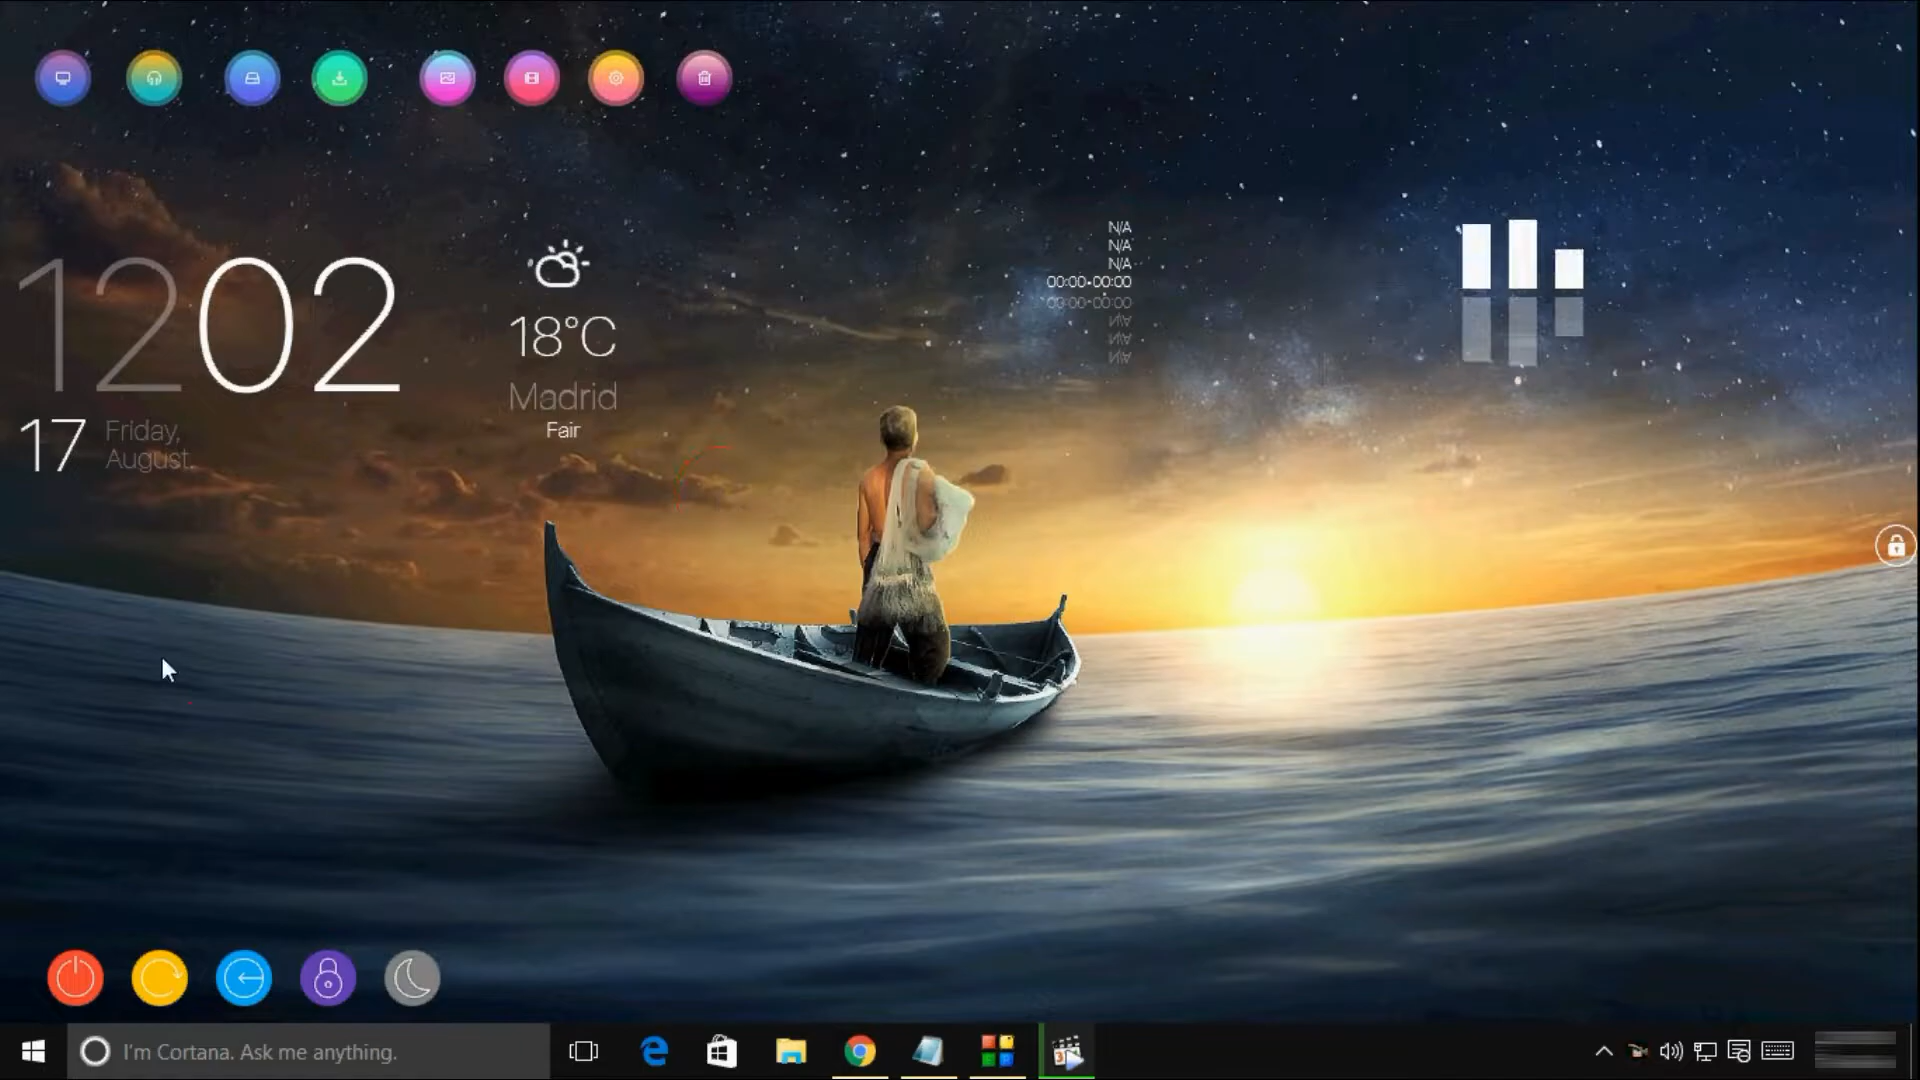 1202
17
Friday,
August.
18°C
Madrid
Fair
N/A
N/A
N/A
00:00-00:00
00:00-00:00
N/A
N/A
N/A
I'm Cortana. Ask me anything.
3